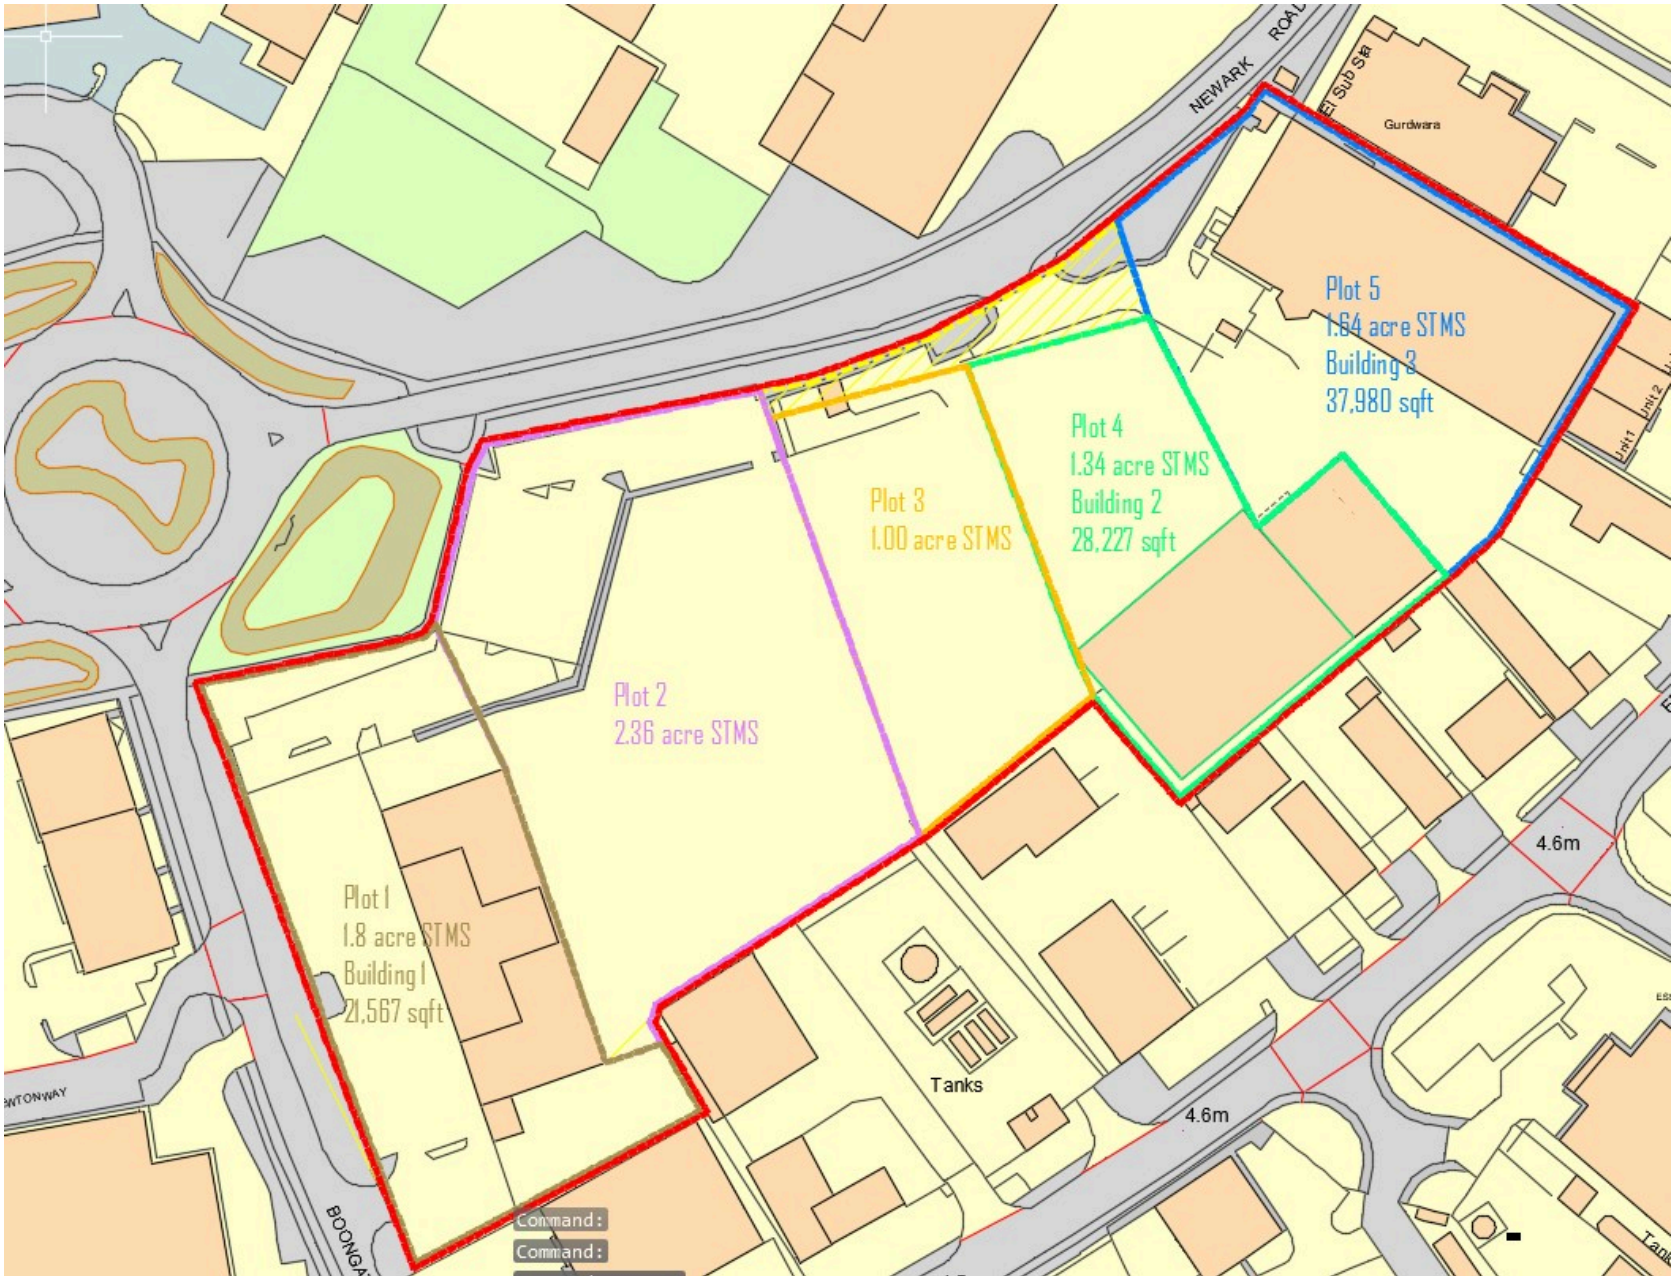 NEWARK ROAD
El Sub Sta
Gurdwara
Plot 5
1.64 acre STMS
Building 3
37,980 sqft
Unit 2
Unit 1
Plot 4
1.34 acre STMS
Building 2
28,227 sqft
Plot 3
1.00 acre STMS
Plot 2
2.36 acre STMS
Plot 1
1.8 acre STMS
Building 1
21,567 sqft
4.6m
Tanks
4.6m
Command:
Command: